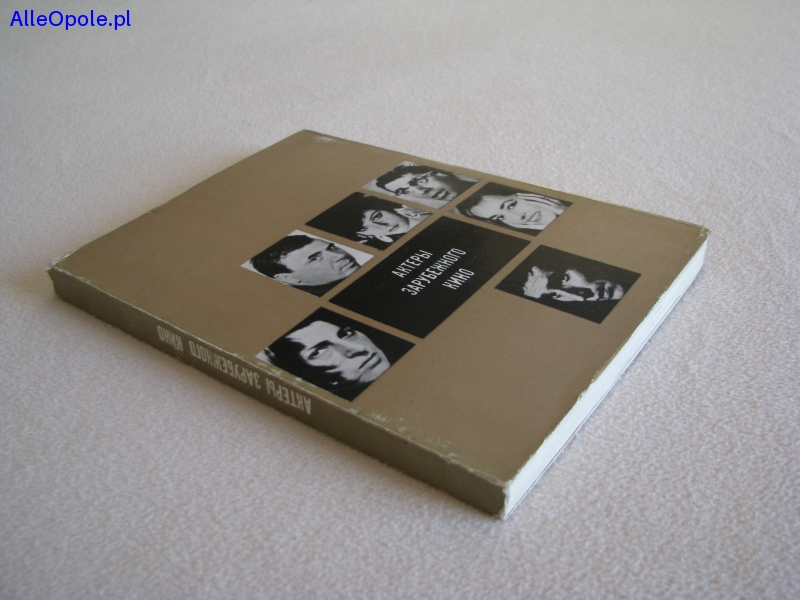 AlleOpole.pl
АКТЕРЫ
ЗАРУБЕЖНОГО
КИНО
АКТЕРЫ ЗАРУБЕЖНОГО КИНО